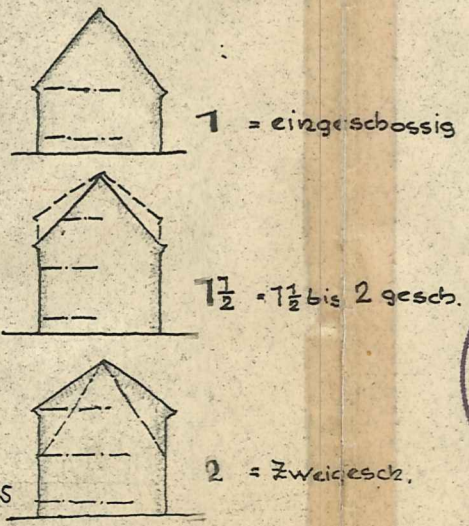 1 = eingeschossig
1½ = 1½ bis 2 gesch.
2 = Zweigesch.
s